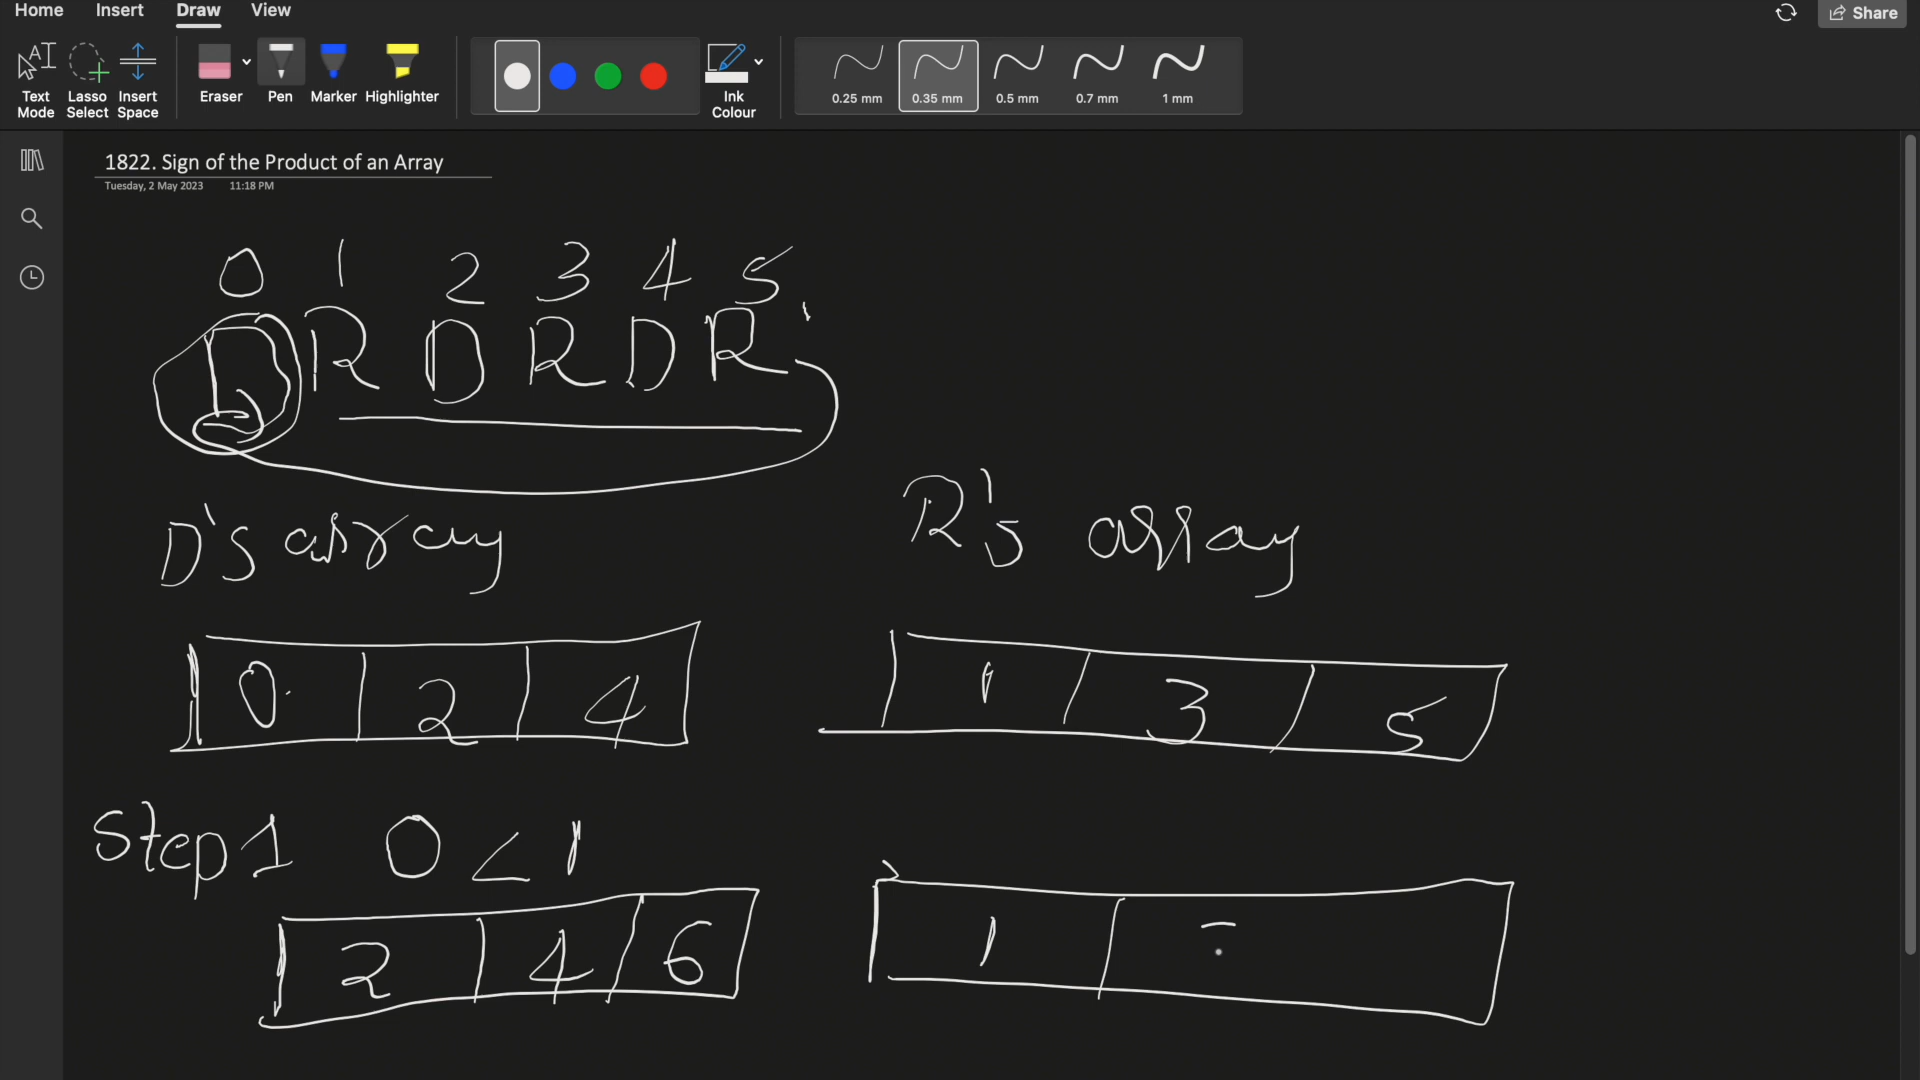 Home Insert Draw View Share
Text Mode Lasso Select Insert Space Eraser Pen Marker Highlighter Ink Colour 0.25 mm 0.35 mm 0.5 mm 0.7 mm 1 mm
1822. Sign of the Product of an Array
Tuesday, 2 May 2023 11:18 PM
0 1 2 3 4 5
D R D R D R
D's array R's array
0 2 4 1 3 5
Step 1 0 < 1
2 4 6 1